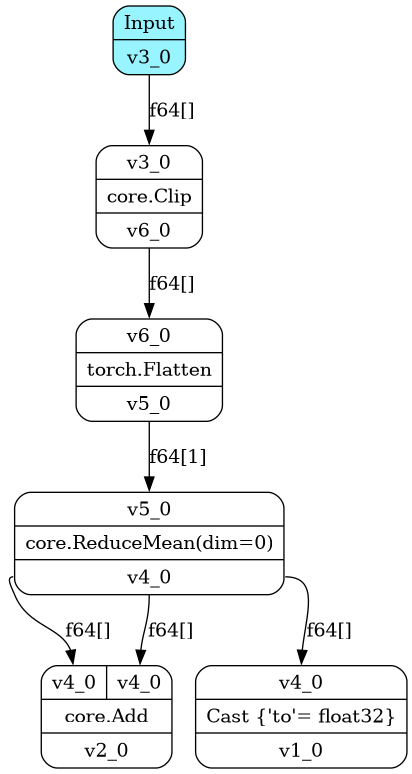 Input
v3_0
f64[]
v3_0
core.Clip
v6_0
f64[]
v6_0
torch.Flatten
v5_0
f64[1]
v5_0
core.ReduceMean(dim=0)
v4_0
f64[] f64[] f64[]
v4_0 v4_0
core.Add
v2_0
v4_0
Cast {'to'= float32}
v1_0